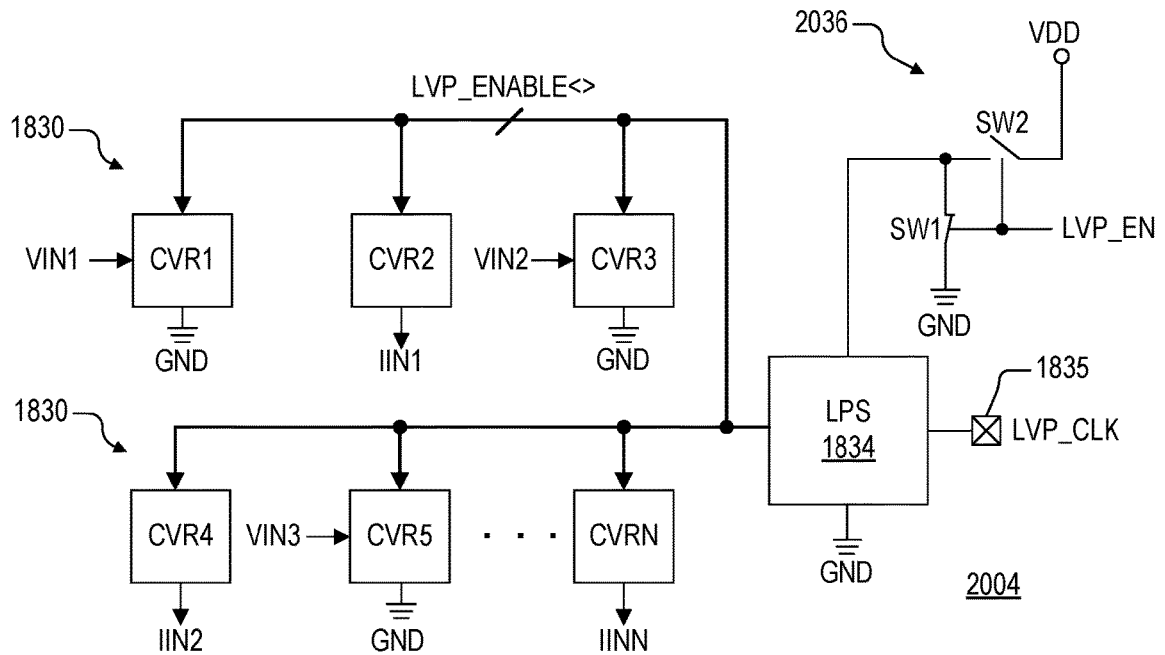 2036
VDD
LVP_ENABLE<>
1830
SW2
VIN1
CVR1
CVR2
VIN2
CVR3
SW1
LVP_EN
GND
GND
IIN1
GND
1835
1830
LPS
1834
LVP_CLK
CVR4
VIN3
CVR5
. . .
CVRN
GND
2004
IIN2
GND
IINN